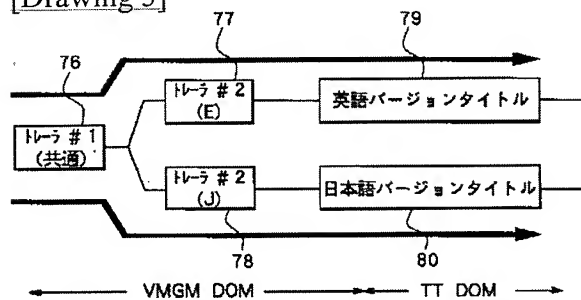 [Drawing 5]
77
79
76
トレーラ # 2
(E)
英語バージョンタイトル
トレーラ # 1
(共通)
トレーラ # 2
(J)
日本語バージョンタイトル
78
80
VMGM DOM
TT DOM